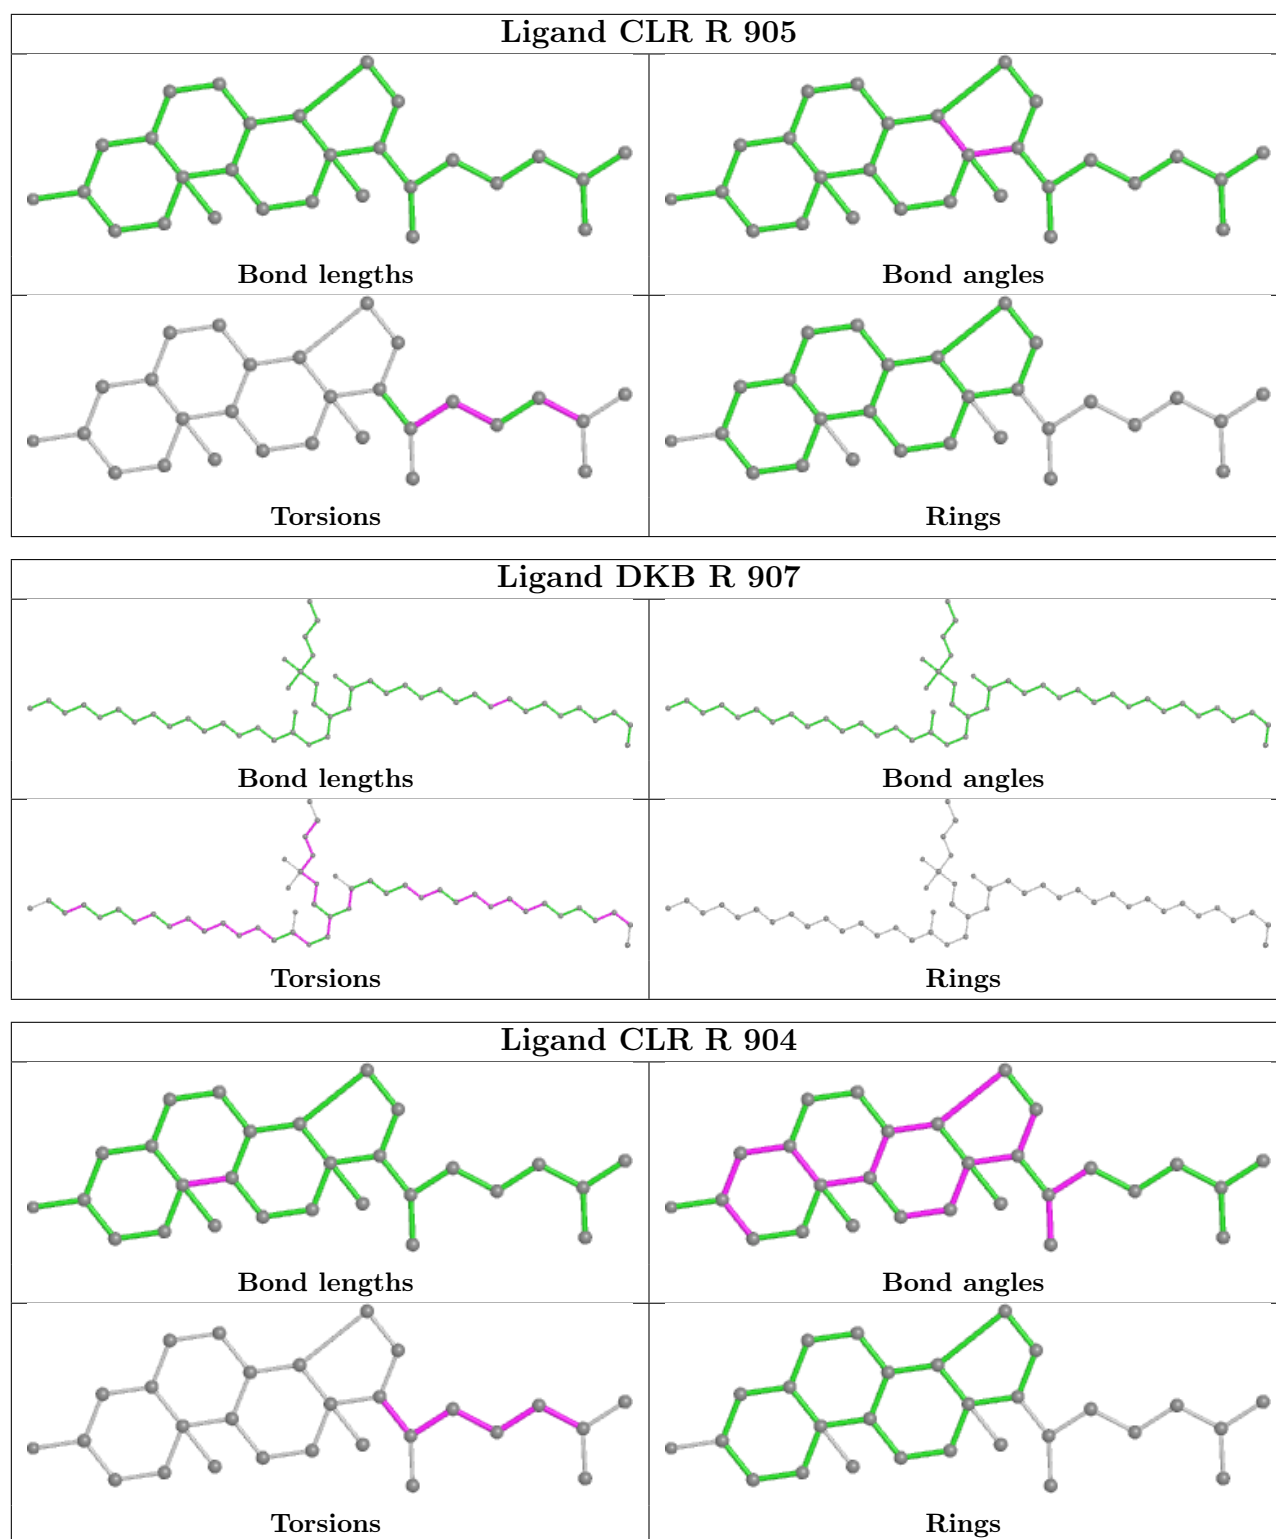 Ligand CLR R 905
Bond lengths
Bond angles
Torsions
Rings
Ligand DKB R 907
Bond lengths
Bond angles
Torsions
Rings
Ligand CLR R 904
Bond lengths
Bond angles
Torsions
Rings